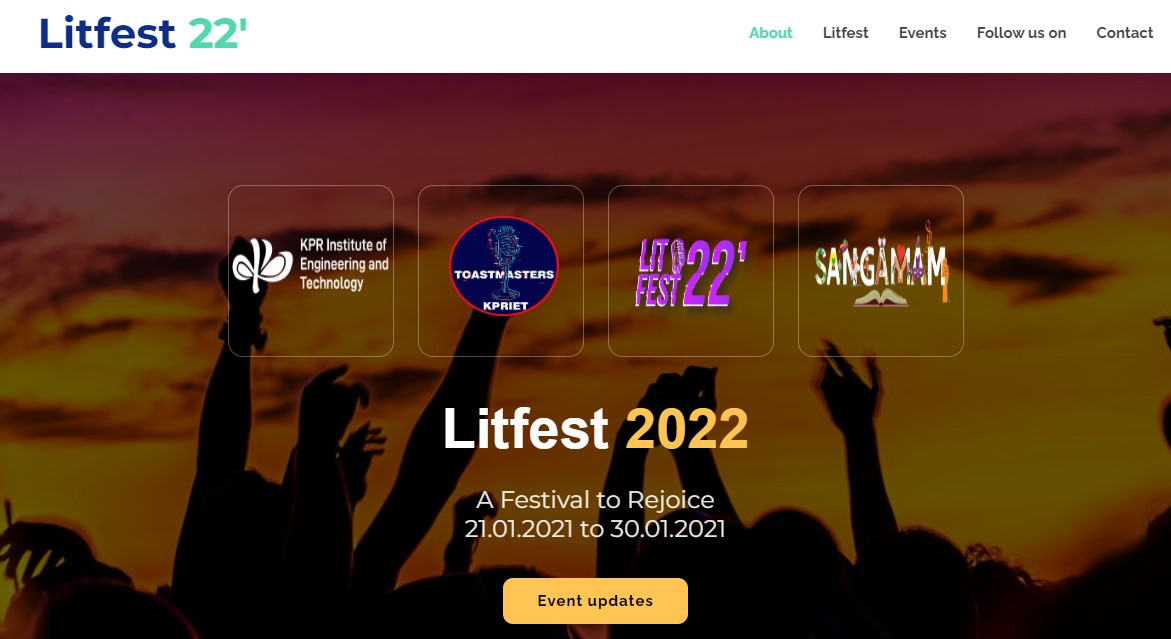 Litfest 22'
About
Litfest
Events
Follow us on
Contact
KPR Institute of
Engineering and
Technology
TOASTMASTERS
KPRIET
LIT
FEST 22'
SANGAMAM
Litfest 2022
A Festival to Rejoice
21.01.2021 to 30.01.2021
Event updates